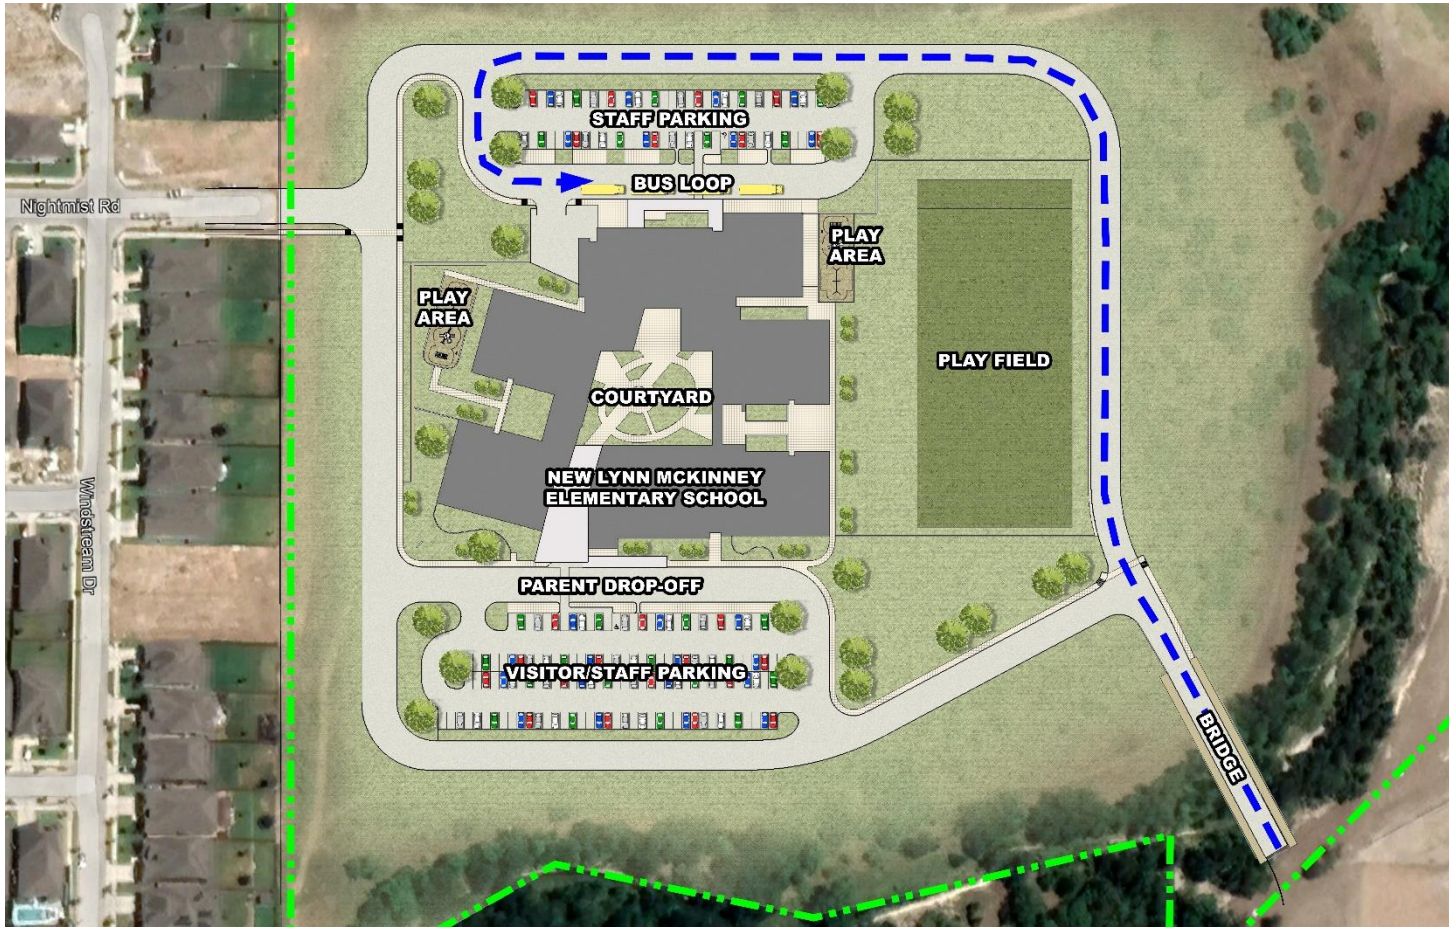 STAFF PARKING
BUS LOOP
Nightmist Rd
PLAY
AREA
PLAY
AREA
PLAY FIELD
COURTYARD
NEW LYNN MCKINNEY
ELEMENTARY SCHOOL
Windstream Dr
PARENT DROP-OFF
VISITOR/STAFF PARKING
BRIDGE